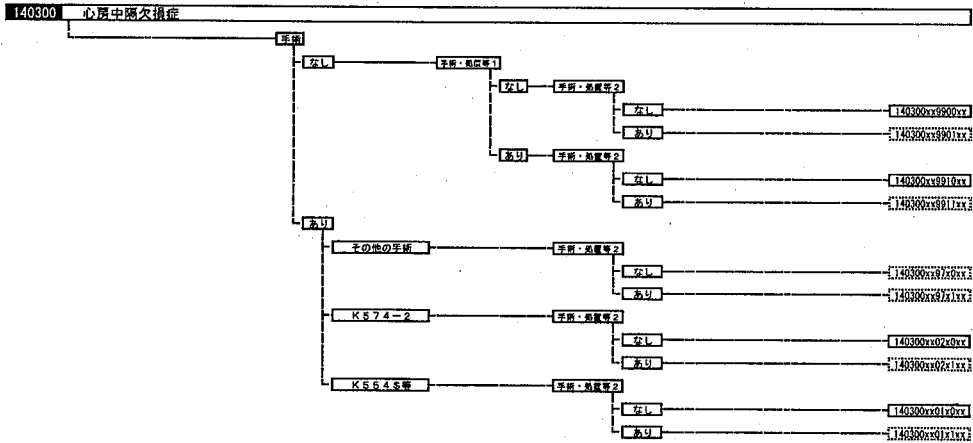 140300 心房中隔欠損症
手術
なし 手術・処置等1
なし 手術・処置等2
なし 140300xx9900xx
あり 140300xx9901xx
あり 手術・処置等2
なし 140300xx9910xx
あり 140300xx9911xx
あり
その他の手術 手術・処置等2
なし 140300xx97x0xx
あり 140300xx97x1xx
K574-2 手術・処置等2
なし 140300xx02x0xx
あり 140300xx02x1xx
K554$等 手術・処置等2
なし 140300xx01x0xx
あり 140300xx01x1xx